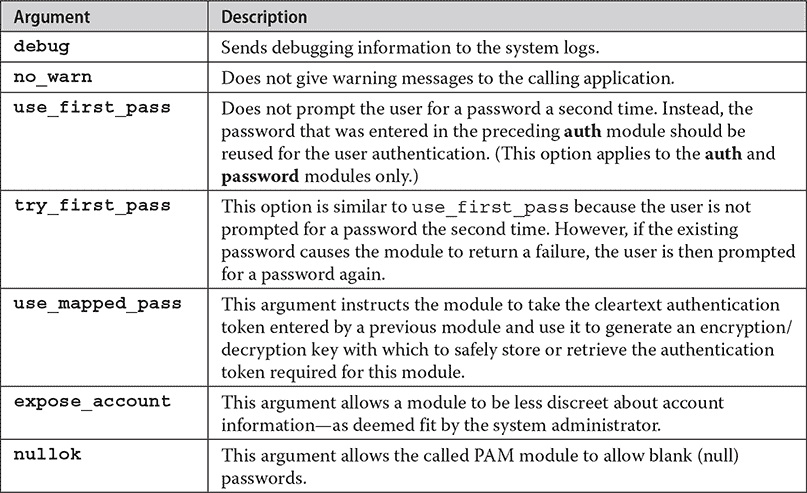 Argument Description
debug Sends debugging information to the system logs.
no_warn Does not give warning messages to the calling application.
use_first_pass Does not prompt the user for a password a second time. Instead, the
password that was entered in the preceding auth module should be
reused for the user authentication. (This option applies to the auth and
password modules only.)
try_first_pass This option is similar to use_first_pass because the user is not
prompted for a password the second time. However, if the existing
password causes the module to return a failure, the user is then prompted
for a password again.
use_mapped_pass This argument instructs the module to take the cleartext authentication
token entered by a previous module and use it to generate an encryption/
decryption key with which to safely store or retrieve the authentication
token required for this module.
expose_account This argument allows a module to be less discreet about account
information—as deemed fit by the system administrator.
nullok This argument allows the called PAM module to allow blank (null)
passwords.